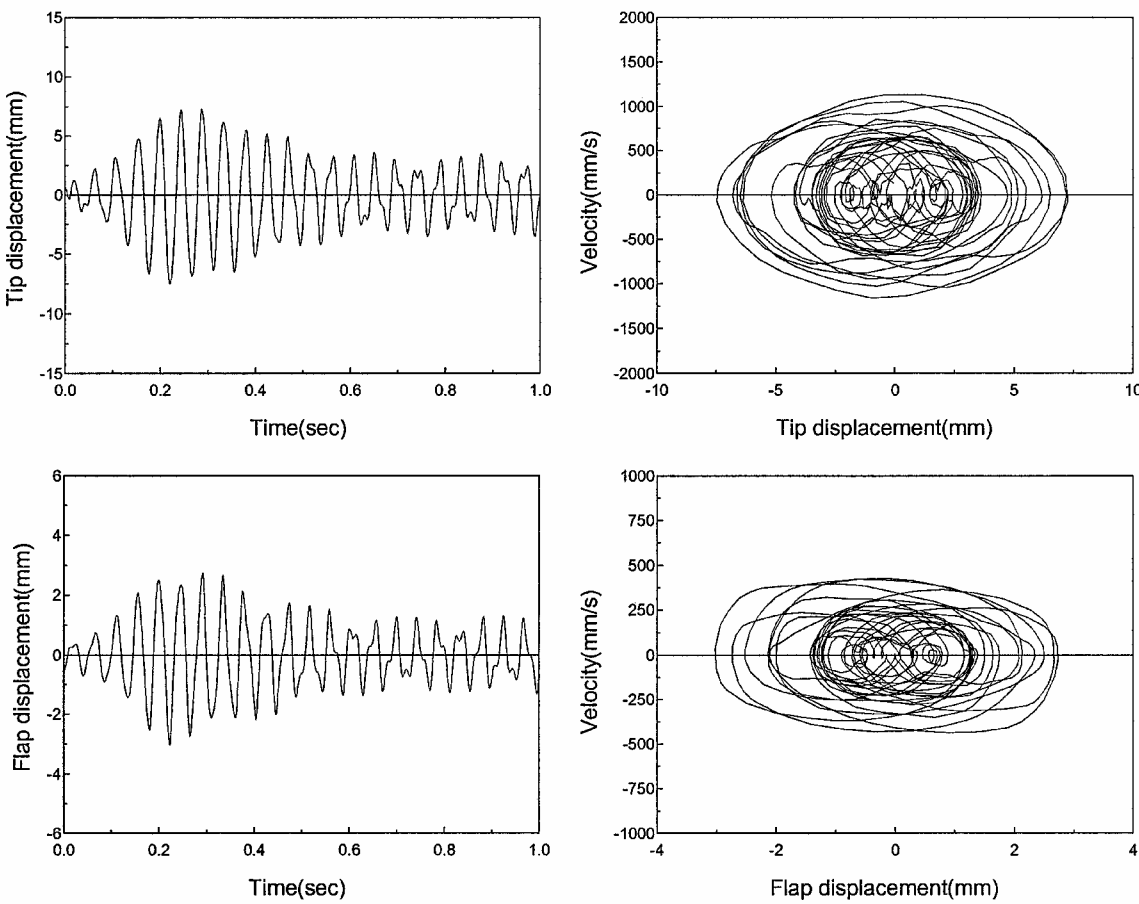 15
10
5
0
-5
-10
-15
Tip displacement(mm)
0.0 0.2 0.4 0.6 0.8 1.0
Time(sec)
2000
1500
1000
500
0
-500
-1000
-1500
-2000
Velocity(mm/s)
-10 -5 0 5 10
Tip displacement(mm)
6
4
2
0
-2
-4
-6
Flap displacement(mm)
0.0 0.2 0.4 0.6 0.8 1.0
Time(sec)
1000
750
500
250
0
-250
-500
-750
-1000
Velocity(mm/s)
-4 -2 0 2 4
Flap displacement(mm)